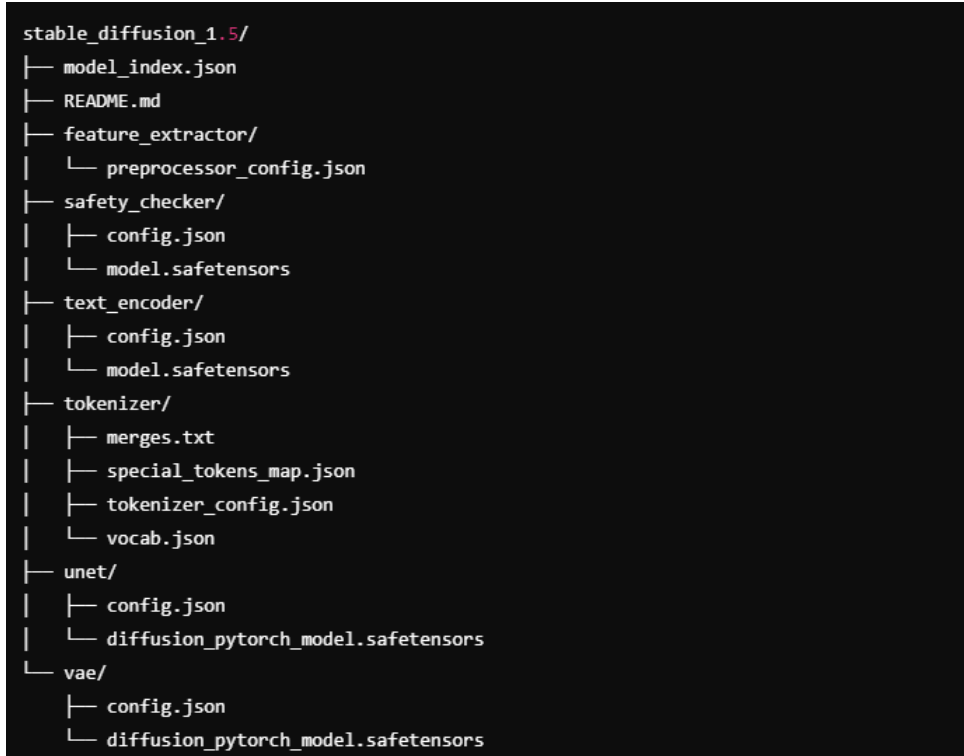 stable_diffusion_1.5/
├── model_index.json
├── README.md
├── feature_extractor/
│   └── preprocessor_config.json
├── safety_checker/
│   ├── config.json
│   └── model.safetensors
├── text_encoder/
│   ├── config.json
│   └── model.safetensors
├── tokenizer/
│   ├── merges.txt
│   ├── special_tokens_map.json
│   ├── tokenizer_config.json
│   └── vocab.json
├── unet/
│   ├── config.json
│   └── diffusion_pytorch_model.safetensors
└── vae/
    ├── config.json
    └── diffusion_pytorch_model.safetensors